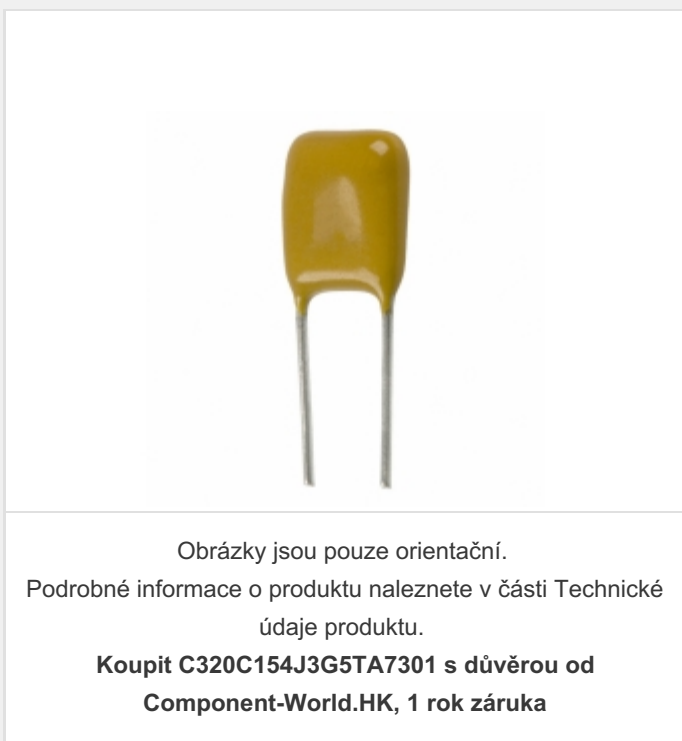 Obrázky jsou pouze orientační.
Podrobné informace o produktu naleznete v části Technické
údaje produktu.
Koupit C320C154J3G5TA7301 s důvěrou od
Component-World.HK, 1 rok záruka